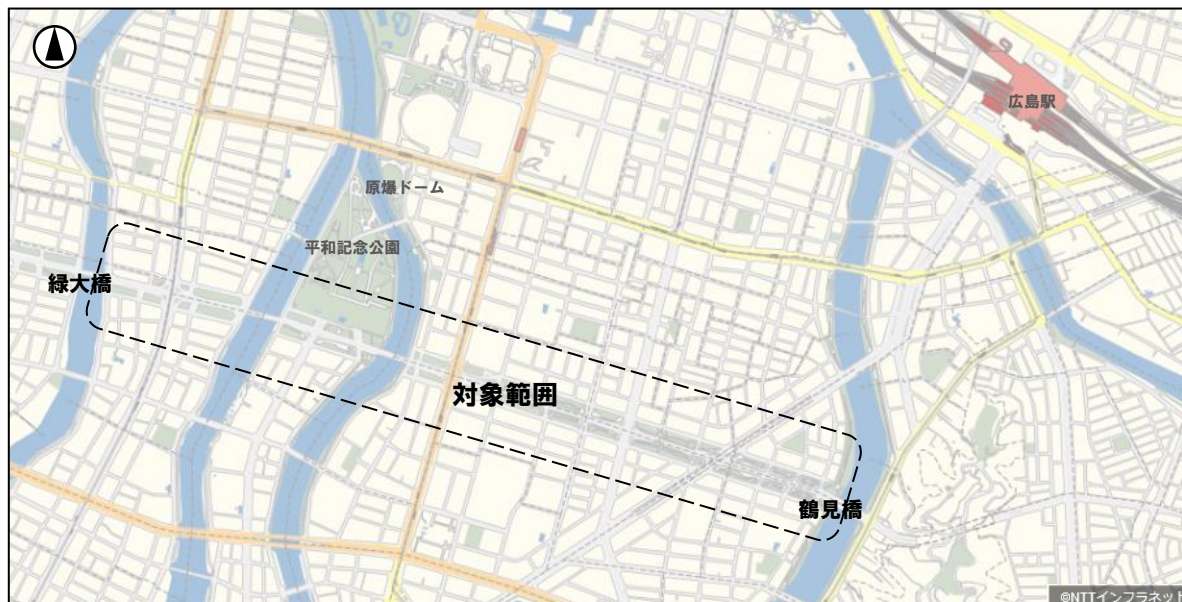 広島駅
原爆ドーム
平和記念公園
緑大橋
対象範囲
鶴見橋
©NTTインフラネット